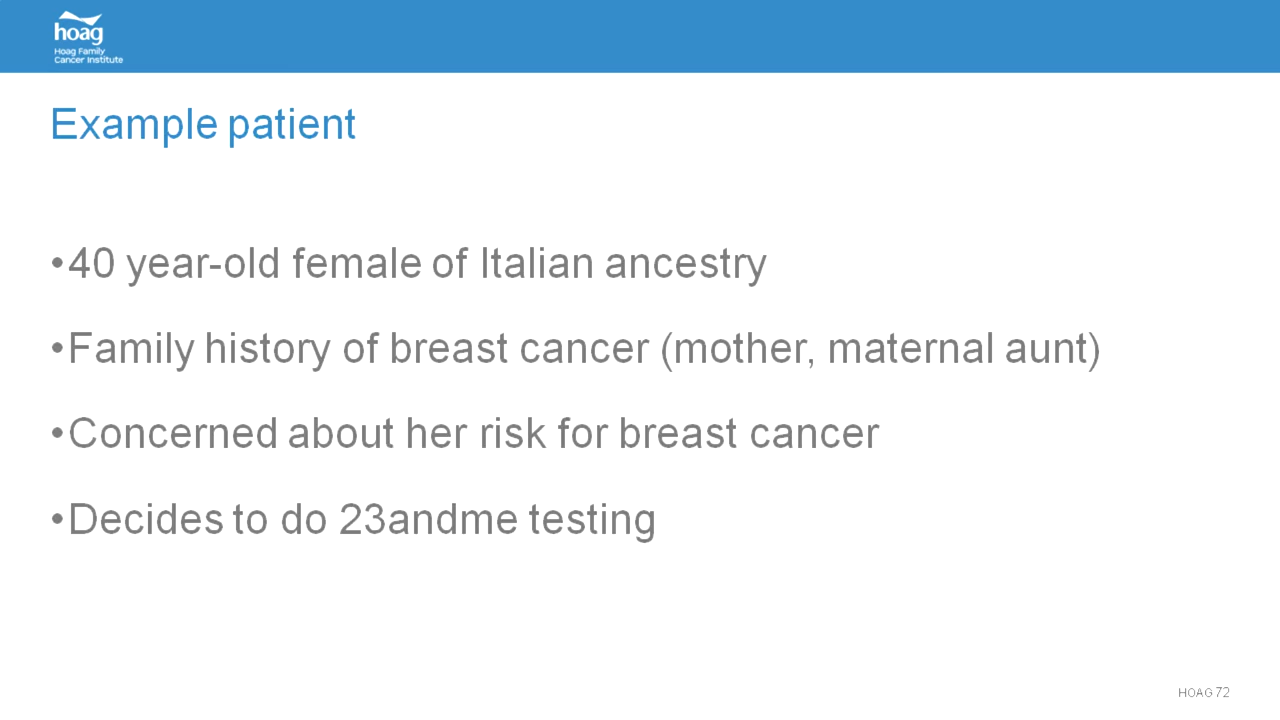 hoag
Hoag Family
Cancer Institute
Example patient
•40 year-old female of Italian ancestry
•Family history of breast cancer (mother, maternal aunt)
•Concerned about her risk for breast cancer
•Decides to do 23andme testing
HOAG 72